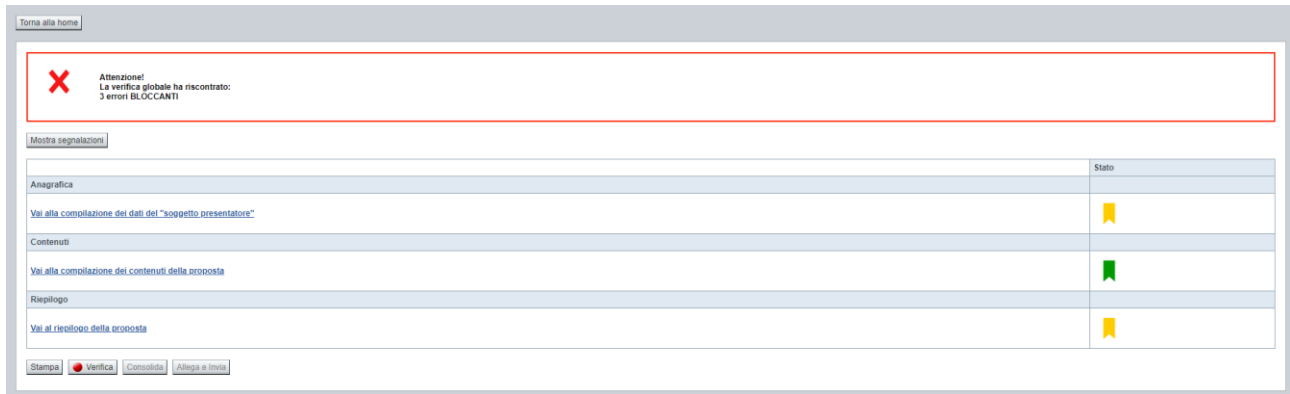 Torna alla home
Attenzione!
La verifica globale ha riscontrato:
3 errori BLOCCANTI
Mostra segnalazioni
Stato
Anagrafica
Vai alla compilazione dei dati del "soggetto presentatore"
Contenuti
Vai alla compilazione dei contenuti della proposta
Riepilogo
Vai al riepilogo della proposta
Stampa Verifica Consolida Allega e Invia